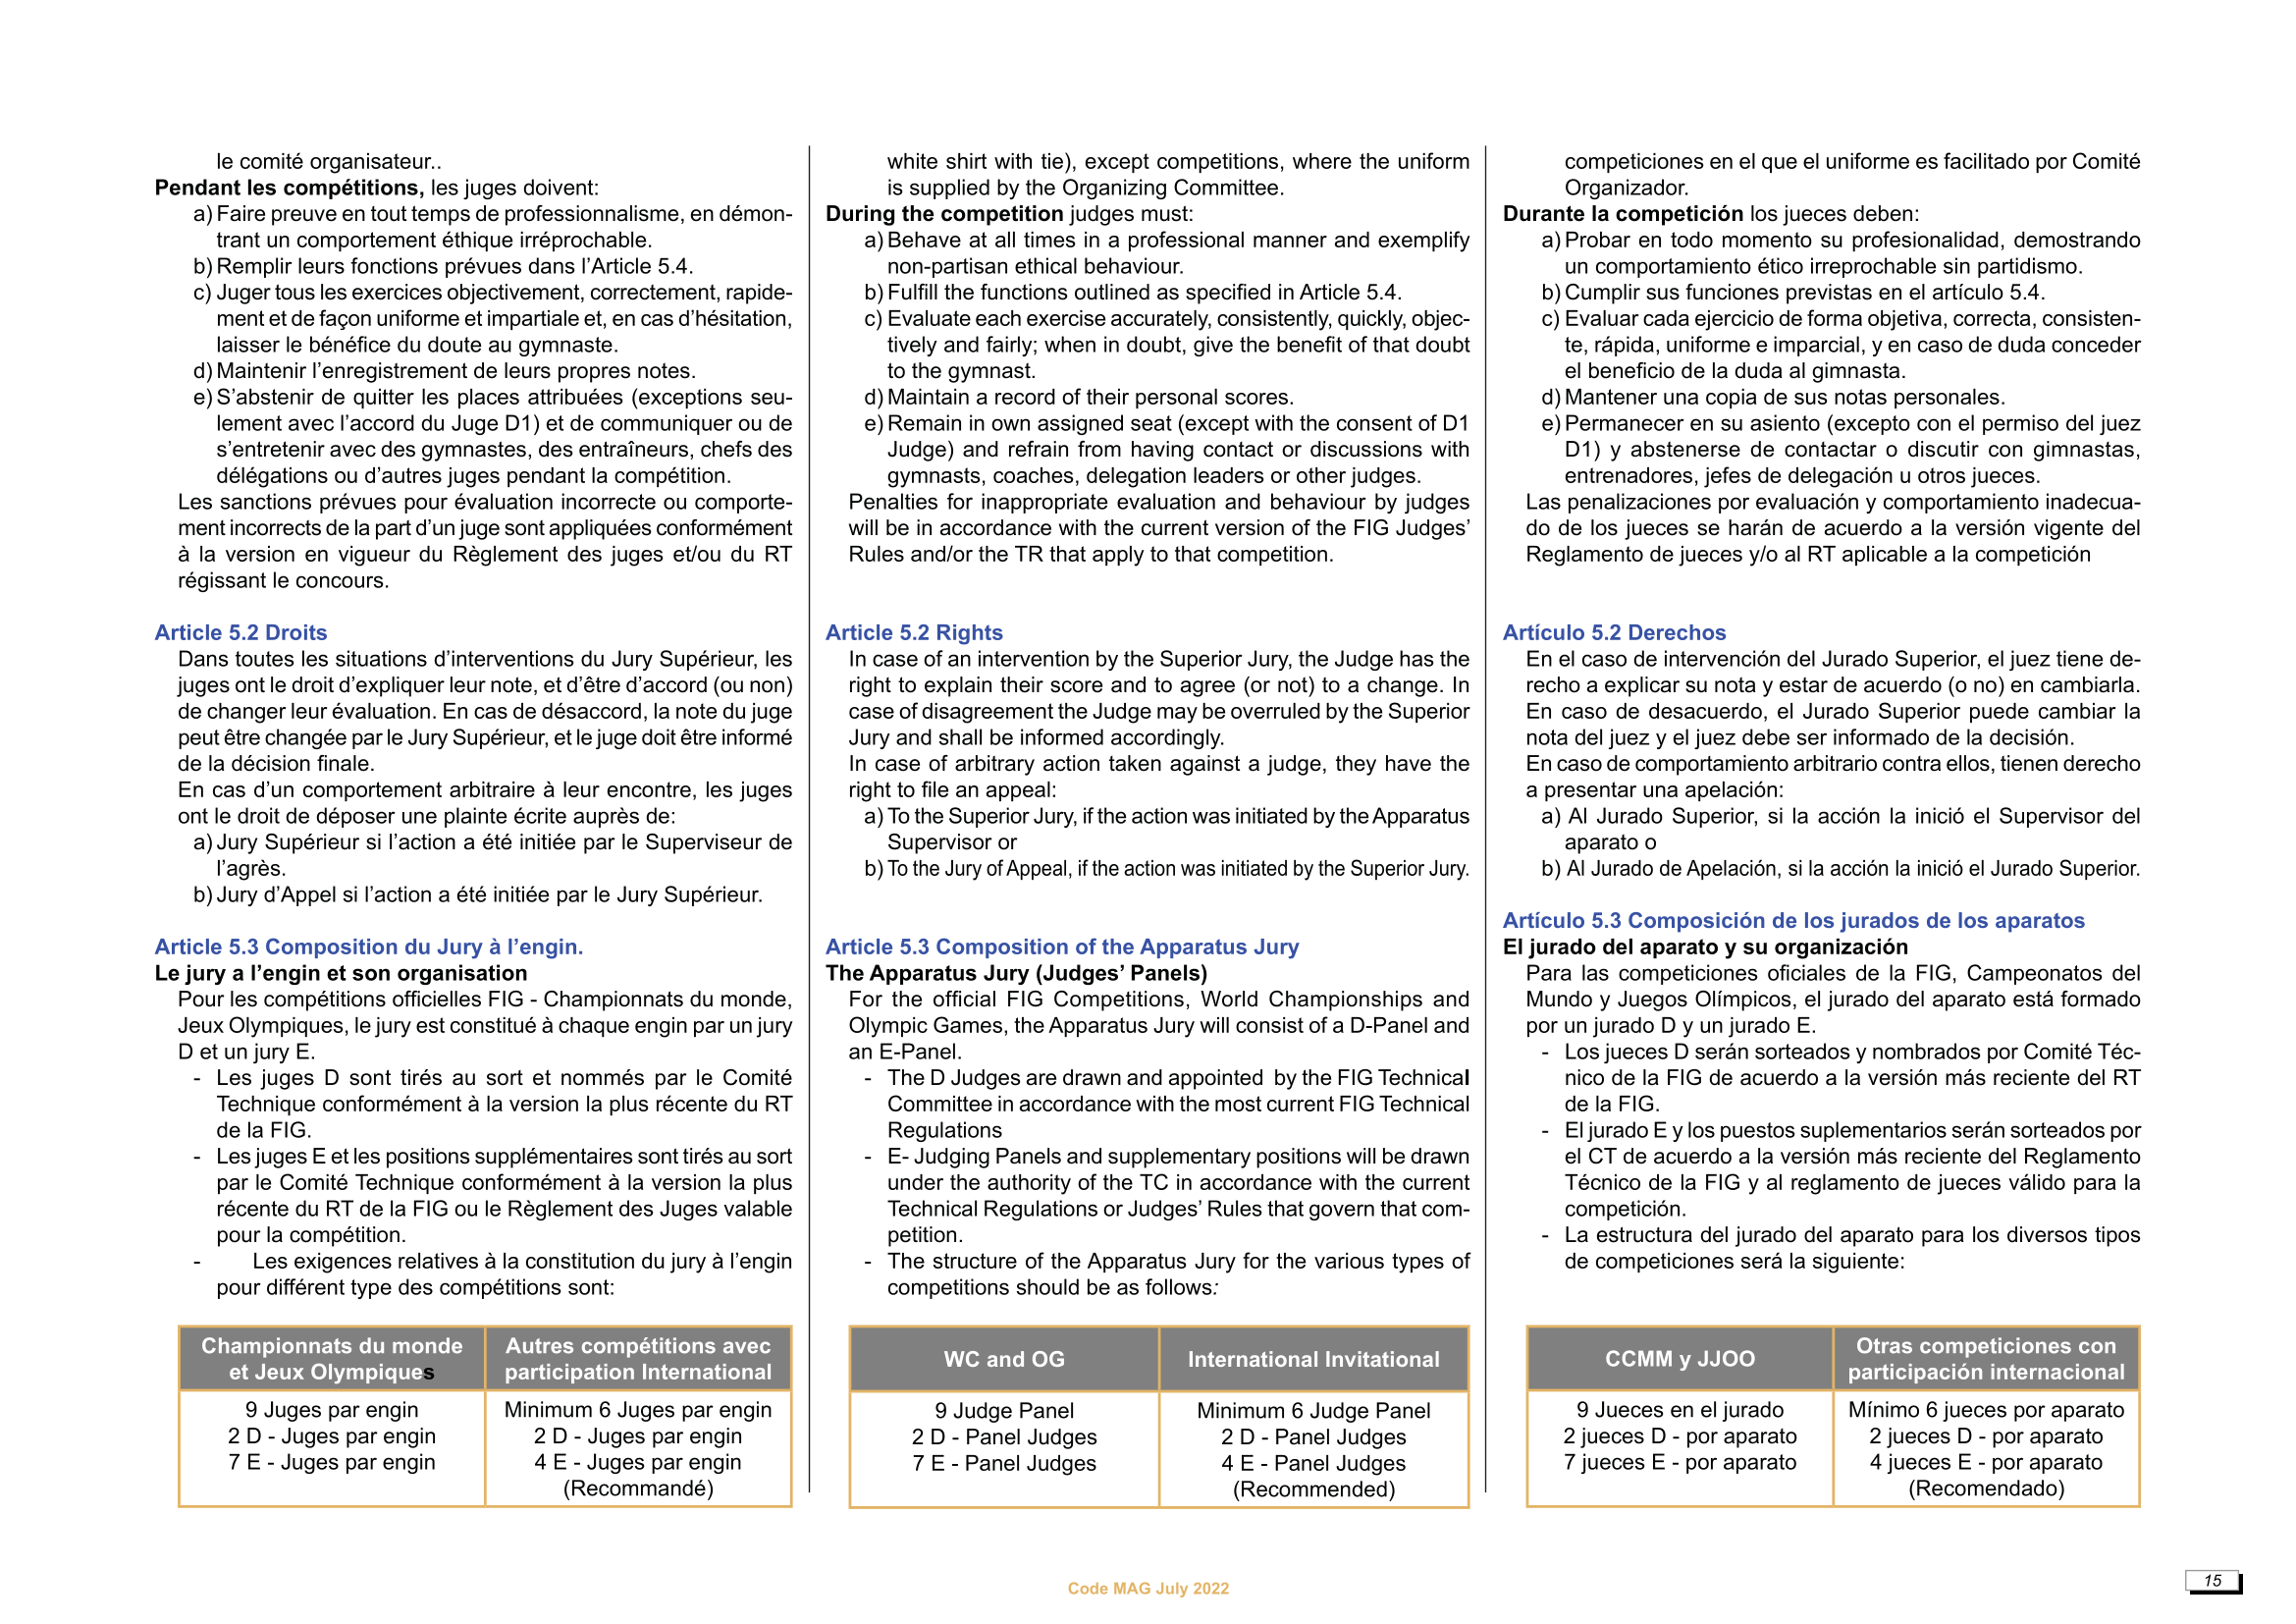 le comité organisateur..
Pendant les compétitions, les juges doivent:
a) Faire preuve en tout temps de professionnalisme, en démon-
trant un comportement éthique irréprochable.
b) Remplir leurs fonctions prévues dans l’Article 5.4.
c) Juger tous les exercices objectivement, correctement, rapide-
ment et de façon uniforme et impartiale et, en cas d’hésitation,
laisser le bénéfice du doute au gymnaste.
d) Maintenir l’enregistrement de leurs propres notes.
e) S’abstenir de quitter les places attribuées (exceptions seu-
lement avec l’accord du Juge D1) et de communiquer ou de
s’entretenir avec des gymnastes, des entraîneurs, chefs des
délégations ou d’autres juges pendant la compétition.
Les sanctions prévues pour évaluation incorrecte ou comporte-
ment incorrects de la part d’un juge sont appliquées conformément
à la version en vigueur du Règlement des juges et/ou du RT
régissant le concours.
Article 5.2 Droits
Dans toutes les situations d’interventions du Jury Supérieur, les
juges ont le droit d’expliquer leur note, et d’être d’accord (ou non)
de changer leur évaluation. En cas de désaccord, la note du juge
peut être changée par le Jury Supérieur, et le juge doit être informé
de la décision finale.
En cas d’un comportement arbitraire à leur encontre, les juges
ont le droit de déposer une plainte écrite auprès de:
a) Jury Supérieur si l’action a été initiée par le Superviseur de
l’agrès.
b) Jury d’Appel si l’action a été initiée par le Jury Supérieur.
Article 5.3 Composition du Jury à l’engin.
Le jury a l’engin et son organisation
Pour les compétitions officielles FIG - Championnats du monde,
Jeux Olympiques, le jury est constitué à chaque engin par un jury
D et un jury E.
- Les juges D sont tirés au sort et nommés par le Comité
Technique conformément à la version la plus récente du RT
de la FIG.
- Les juges E et les positions supplémentaires sont tirés au sort
par le Comité Technique conformément à la version la plus
récente du RT de la FIG ou le Règlement des Juges valable
pour la compétition.
- Les exigences relatives à la constitution du jury à l’engin
pour différent type des compétitions sont:
Championnats du monde
et Jeux Olympiques
Autres compétitions avec
participation International
9 Juges par engin
2 D - Juges par engin
7 E - Juges par engin
Minimum 6 Juges par engin
2 D - Juges par engin
4 E - Juges par engin
(Recommandé)
white shirt with tie), except competitions, where the uniform
is supplied by the Organizing Committee.
During the competition judges must:
a) Behave at all times in a professional manner and exemplify
non-partisan ethical behaviour.
b) Fulfill the functions outlined as specified in Article 5.4.
c) Evaluate each exercise accurately, consistently, quickly, objec-
tively and fairly; when in doubt, give the benefit of that doubt
to the gymnast.
d) Maintain a record of their personal scores.
e) Remain in own assigned seat (except with the consent of D1
Judge) and refrain from having contact or discussions with
gymnasts, coaches, delegation leaders or other judges.
Penalties for inappropriate evaluation and behaviour by judges
will be in accordance with the current version of the FIG Judges’
Rules and/or the TR that apply to that competition.
Article 5.2 Rights
In case of an intervention by the Superior Jury, the Judge has the
right to explain their score and to agree (or not) to a change. In
case of disagreement the Judge may be overruled by the Superior
Jury and shall be informed accordingly.
In case of arbitrary action taken against a judge, they have the
right to file an appeal:
a) To the Superior Jury, if the action was initiated by the Apparatus
Supervisor or
b) To the Jury of Appeal, if the action was initiated by the Superior Jury.
Article 5.3 Composition of the Apparatus Jury
The Apparatus Jury (Judges’ Panels)
For the official FIG Competitions, World Championships and
Olympic Games, the Apparatus Jury will consist of a D-Panel and
an E-Panel.
- The D Judges are drawn and appointed by the FIG Technical
Committee in accordance with the most current FIG Technical
Regulations
- E- Judging Panels and supplementary positions will be drawn
under the authority of the TC in accordance with the current
Technical Regulations or Judges’ Rules that govern that com-
petition.
- The structure of the Apparatus Jury for the various types of
competitions should be as follows:
WC and OG
International Invitational
9 Judge Panel
2 D - Panel Judges
7 E - Panel Judges
Minimum 6 Judge Panel
2 D - Panel Judges
4 E - Panel Judges
(Recommended)
competiciones en el que el uniforme es facilitado por Comité
Organizador.
Durante la competición los jueces deben:
a) Probar en todo momento su profesionalidad, demostrando
un comportamiento ético irreprochable sin partidismo.
b) Cumplir sus funciones previstas en el artículo 5.4.
c) Evaluar cada ejercicio de forma objetiva, correcta, consisten-
te, rápida, uniforme e imparcial, y en caso de duda conceder
el beneficio de la duda al gimnasta.
d) Mantener una copia de sus notas personales.
e) Permanecer en su asiento (excepto con el permiso del juez
D1) y abstenerse de contactar o discutir con gimnastas,
entrenadores, jefes de delegación u otros jueces.
Las penalizaciones por evaluación y comportamiento inadecua-
do de los jueces se harán de acuerdo a la versión vigente del
Reglamento de jueces y/o al RT aplicable a la competición
Artículo 5.2 Derechos
En el caso de intervención del Jurado Superior, el juez tiene de-
recho a explicar su nota y estar de acuerdo (o no) en cambiarla.
En caso de desacuerdo, el Jurado Superior puede cambiar la
nota del juez y el juez debe ser informado de la decisión.
En caso de comportamiento arbitrario contra ellos, tienen derecho
a presentar una apelación:
a) Al Jurado Superior, si la acción la inició el Supervisor del
aparato o
b) Al Jurado de Apelación, si la acción la inició el Jurado Superior.
Artículo 5.3 Composición de los jurados de los aparatos
El jurado del aparato y su organización
Para las competiciones oficiales de la FIG, Campeonatos del
Mundo y Juegos Olímpicos, el jurado del aparato está formado
por un jurado D y un jurado E.
- Los jueces D serán sorteados y nombrados por Comité Téc-
nico de la FIG de acuerdo a la versión más reciente del RT
de la FIG.
- El jurado E y los puestos suplementarios serán sorteados por
el CT de acuerdo a la versión más reciente del Reglamento
Técnico de la FIG y al reglamento de jueces válido para la
competición.
- La estructura del jurado del aparato para los diversos tipos
de competiciones será la siguiente:
CCMM y JJOO
Otras competiciones con
participación internacional
9 Jueces en el jurado
2 jueces D - por aparato
7 jueces E - por aparato
Mínimo 6 jueces por aparato
2 jueces D - por aparato
4 jueces E - por aparato
(Recomendado)
Code MAG July 2022
15